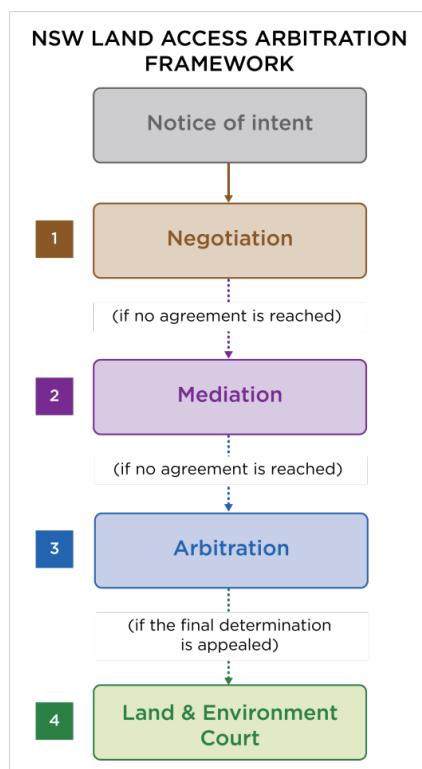 NSW LAND ACCESS ARBITRATION
FRAMEWORK
Notice of intent
1
Negotiation
(if no agreement is reached)
2
Mediation
(if no agreement is reached)
3
Arbitration
(if the final determination
is appealed)
4
Land & Environment
Court